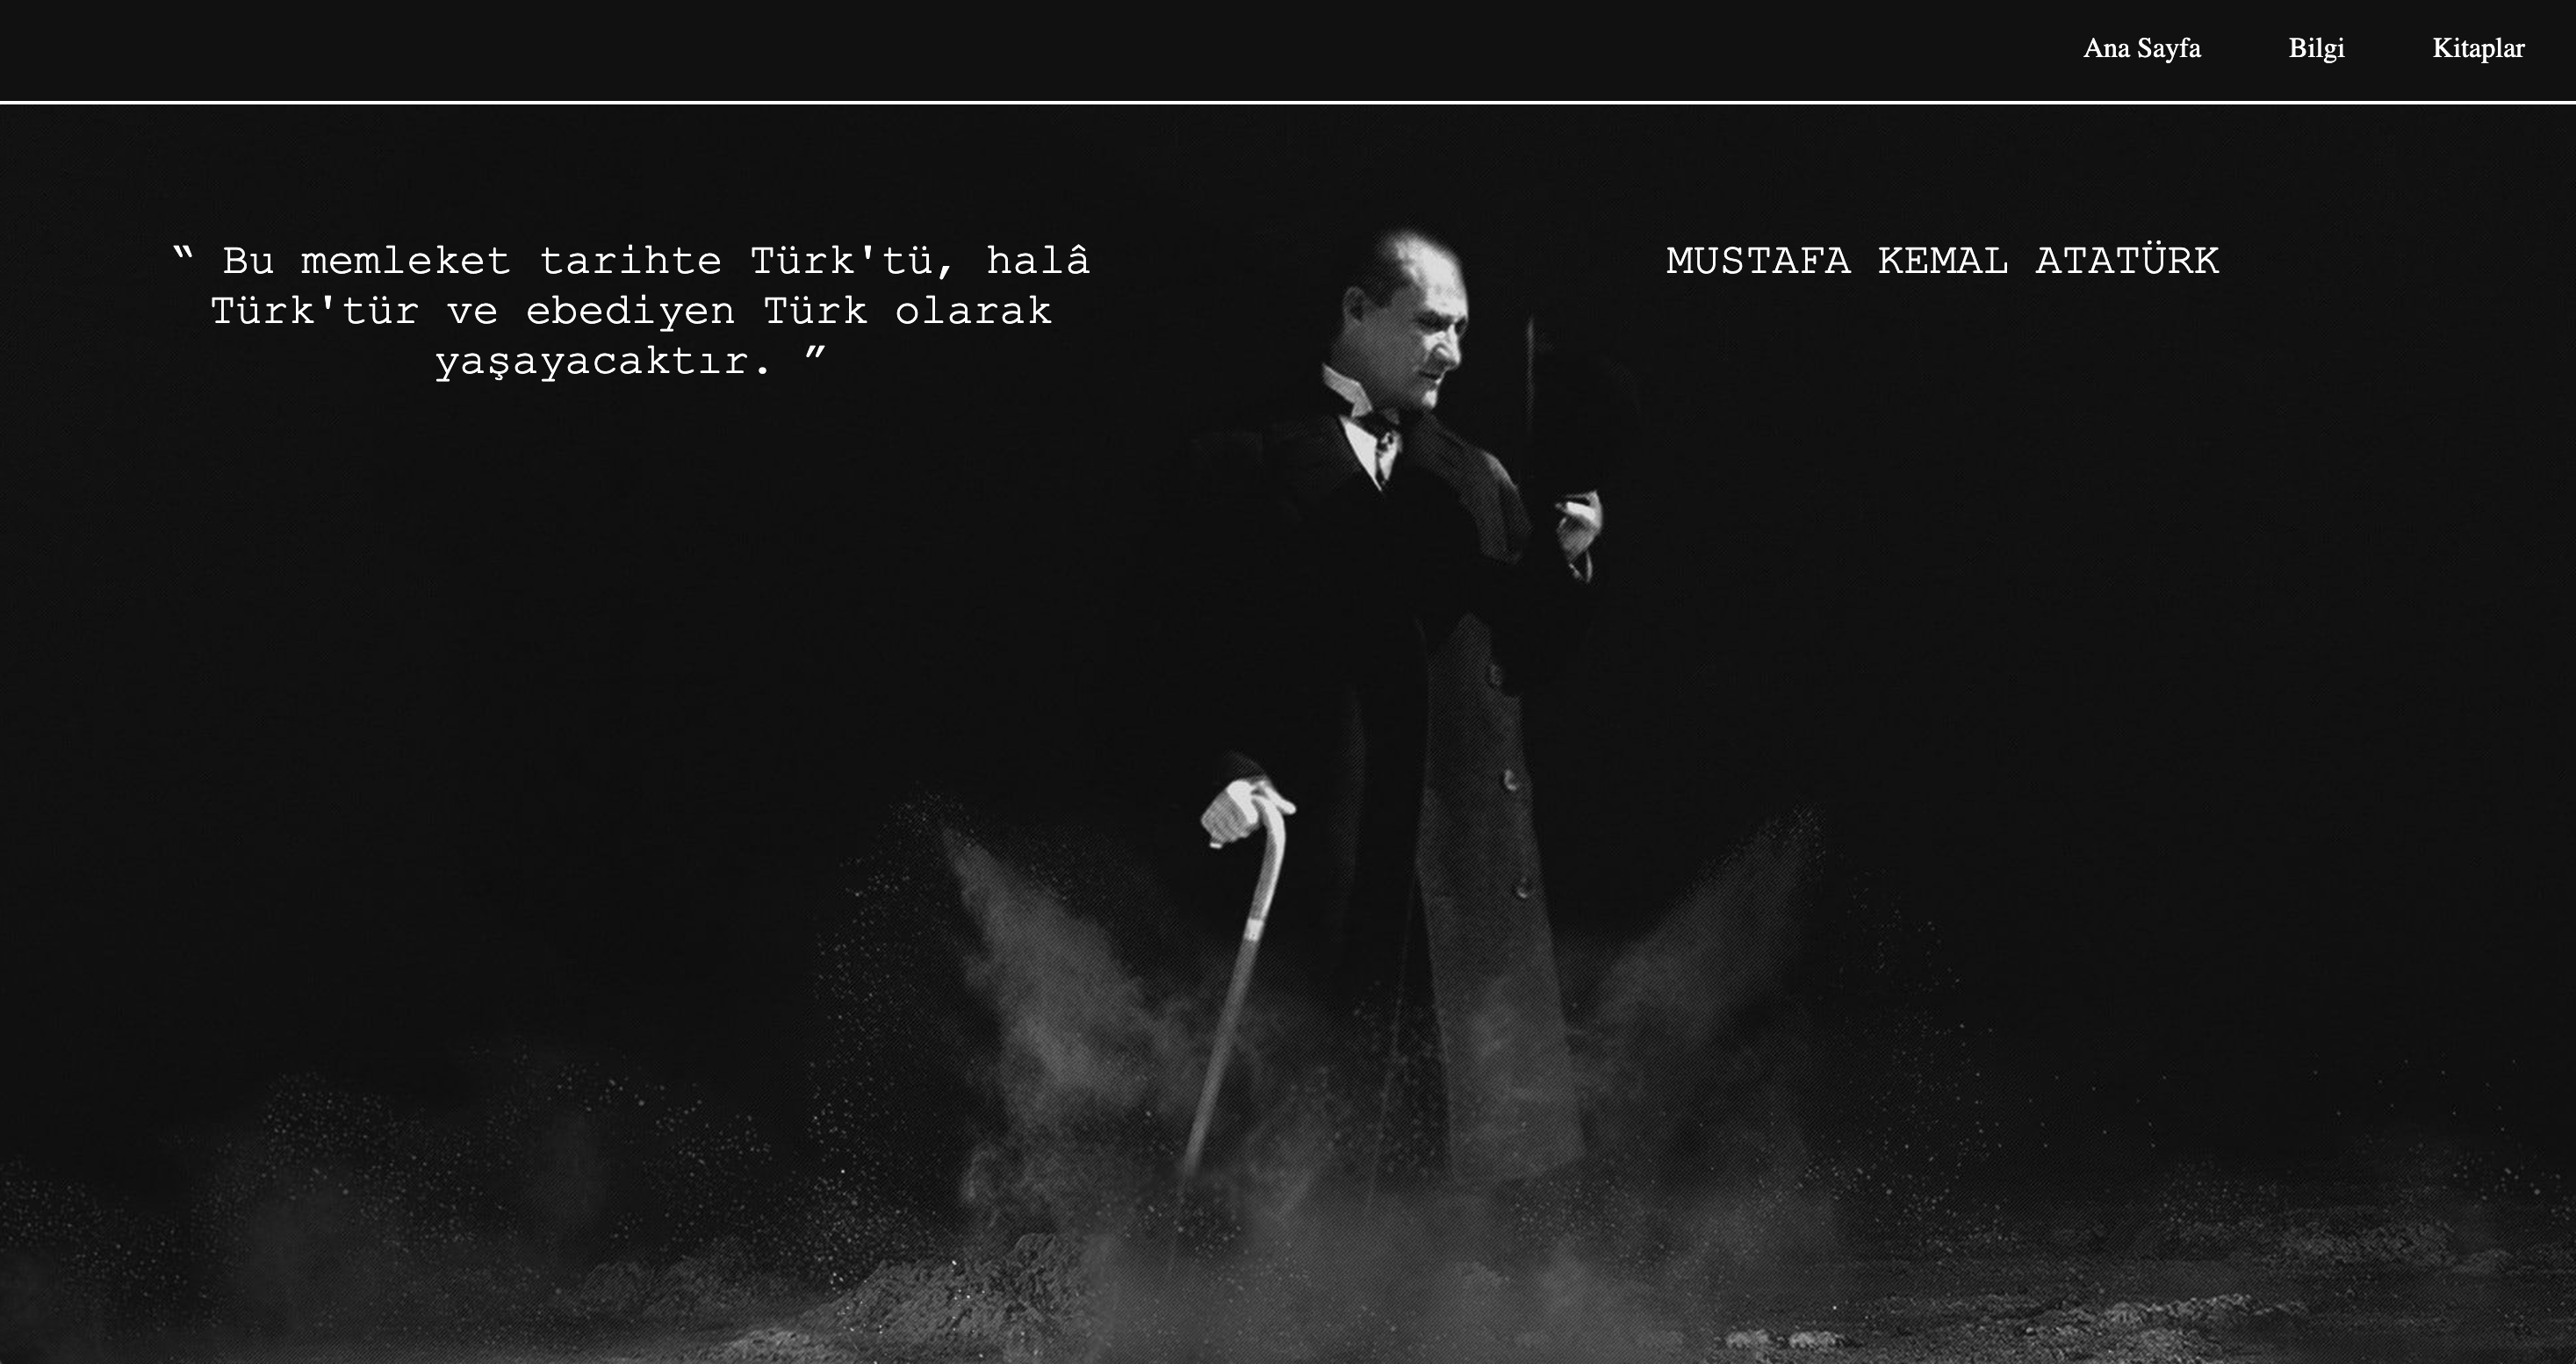 Ana Sayfa Bilgi Kitaplar
‟ Bu memleket tarihte Türk'tü, halâ
Türk'tür ve ebediyen Türk olarak
yaşayacaktır. ”
MUSTAFA KEMAL ATATÜRK